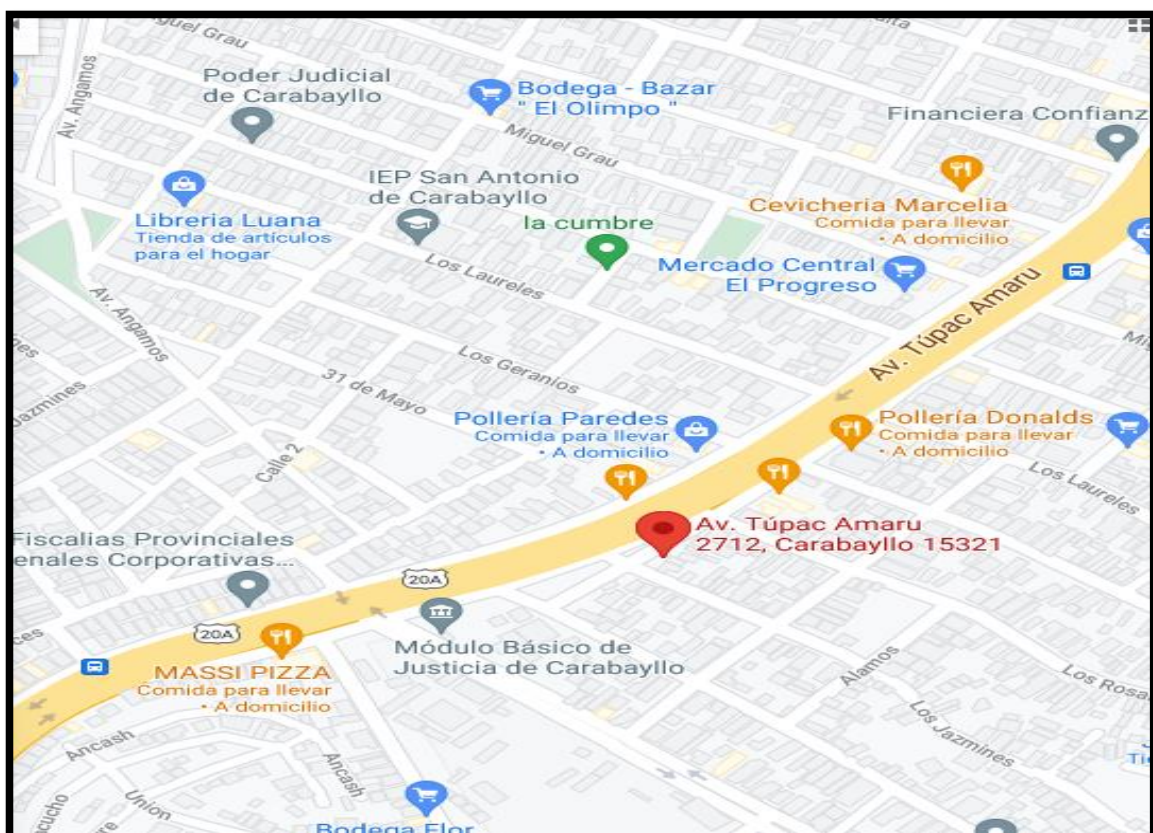 Miguel Grau
Av. Angamos
Poder Judicial
de Carabayllo
Bodega - Bazar
" El Olimpo "
Financiera Confianz
Miguel Grau
IEP San Antonio
de Carabayllo
Cevicheria Marcelia
Comida para llevar
• A domicilio
Libreria Luana
Tienda de artículos
para el hogar
la cumbre
Mercado Central
El Progreso
Los Laureles
Av. Túpac Amaru
Av. Angamos
Los Geranios
31 de Mayo
Jazmines
Calle 2
Pollería Paredes
Comida para llevar
• A domicilio
Pollería Donalds
Comida para llevar
• A domicilio
Los Laureles
Av. Túpac Amaru
2712, Carabayllo 15321
Fiscalias Provinciales
enales Corporativas...
20A
20A
Módulo Básico de
Justicia de Carabayllo
MASSI PIZZA
Comida para llevar
• A domicilio
Alamos
Los Rosa
Los Jazmines
Ancash
Ancash
Union
Bodega Flor